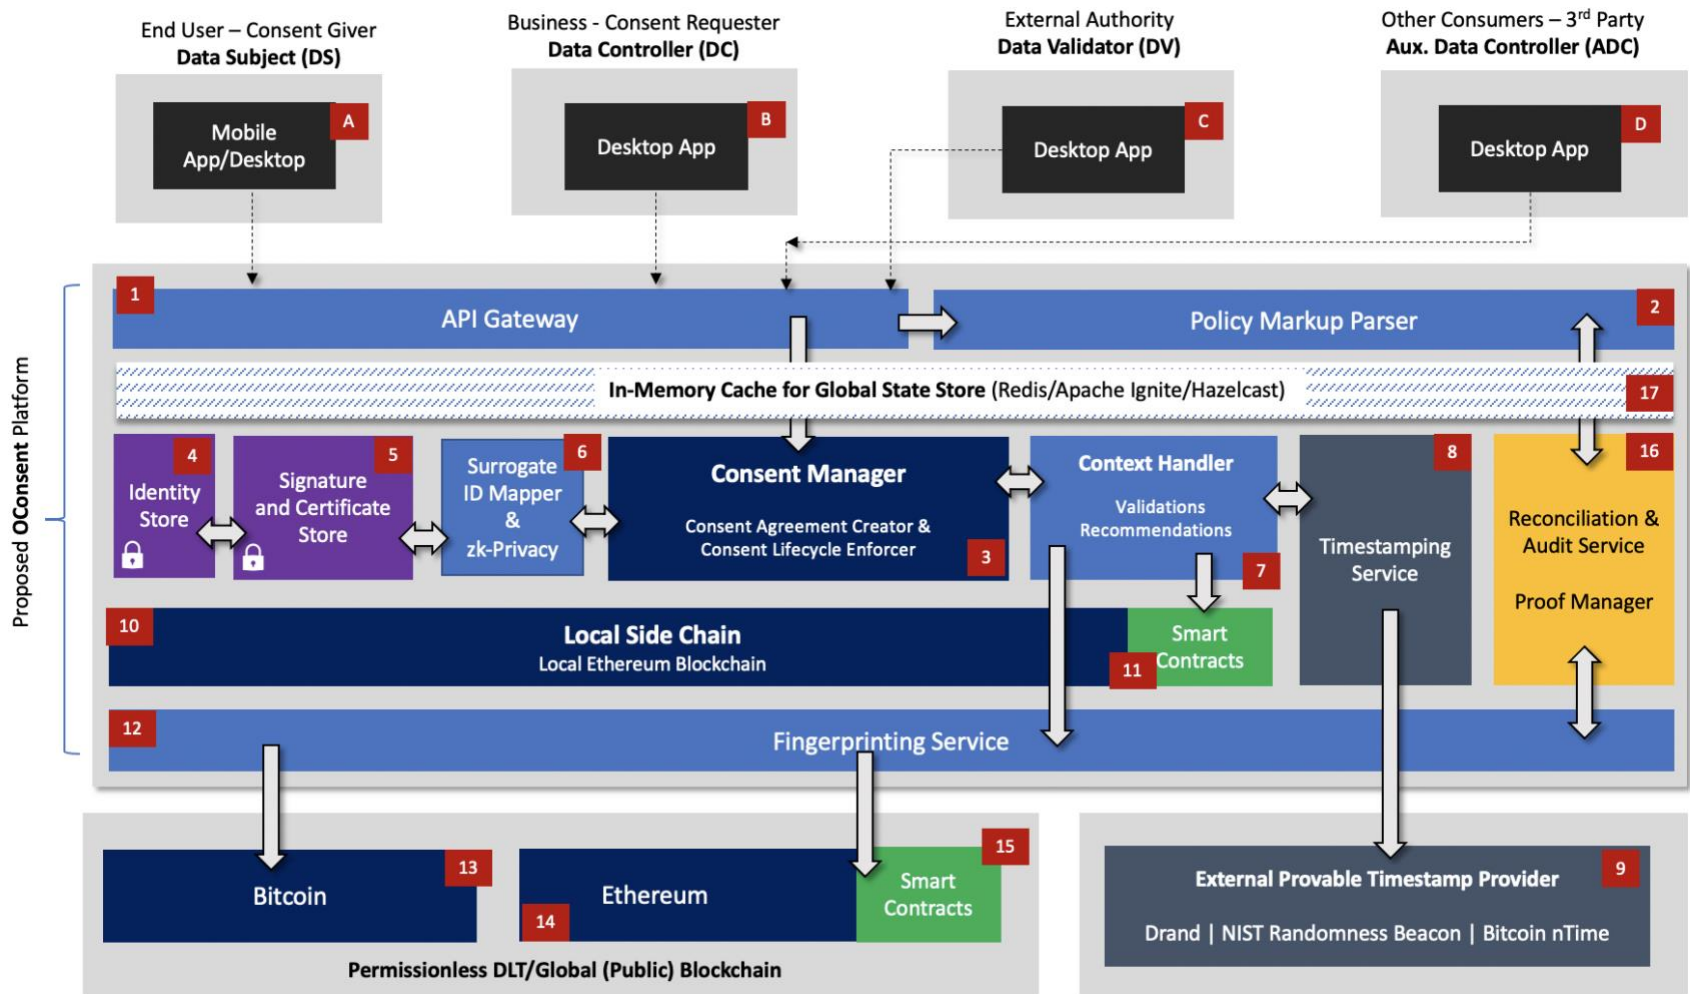 End User – Consent Giver
Data Subject (DS)
Business - Consent Requester
Data Controller (DC)
External Authority
Data Validator (DV)
Other Consumers – 3rd Party
Aux. Data Controller (ADC)
Mobile
App/Desktop
A
Desktop App
B
Desktop App
C
Desktop App
D
Proposed OConsent Platform
1
API Gateway
Policy Markup Parser
2
In-Memory Cache for Global State Store (Redis/Apache Ignite/Hazelcast)
17
4
Identity
Store
5
Signature
and Certificate
Store
6
Surrogate
ID Mapper
&
zk-Privacy
Consent Manager
Consent Agreement Creator &
Consent Lifecycle Enforcer
3
Context Handler
Validations
Recommendations
7
8
Timestamping
Service
16
Reconciliation &
Audit Service
Proof Manager
10
Local Side Chain
Local Ethereum Blockchain
11
Smart
Contracts
12
Fingerprinting Service
Bitcoin
13
Ethereum
14
15
Smart
Contracts
Permissionless DLT/Global (Public) Blockchain
External Provable Timestamp Provider
9
Drand | NIST Randomness Beacon | Bitcoin nTime